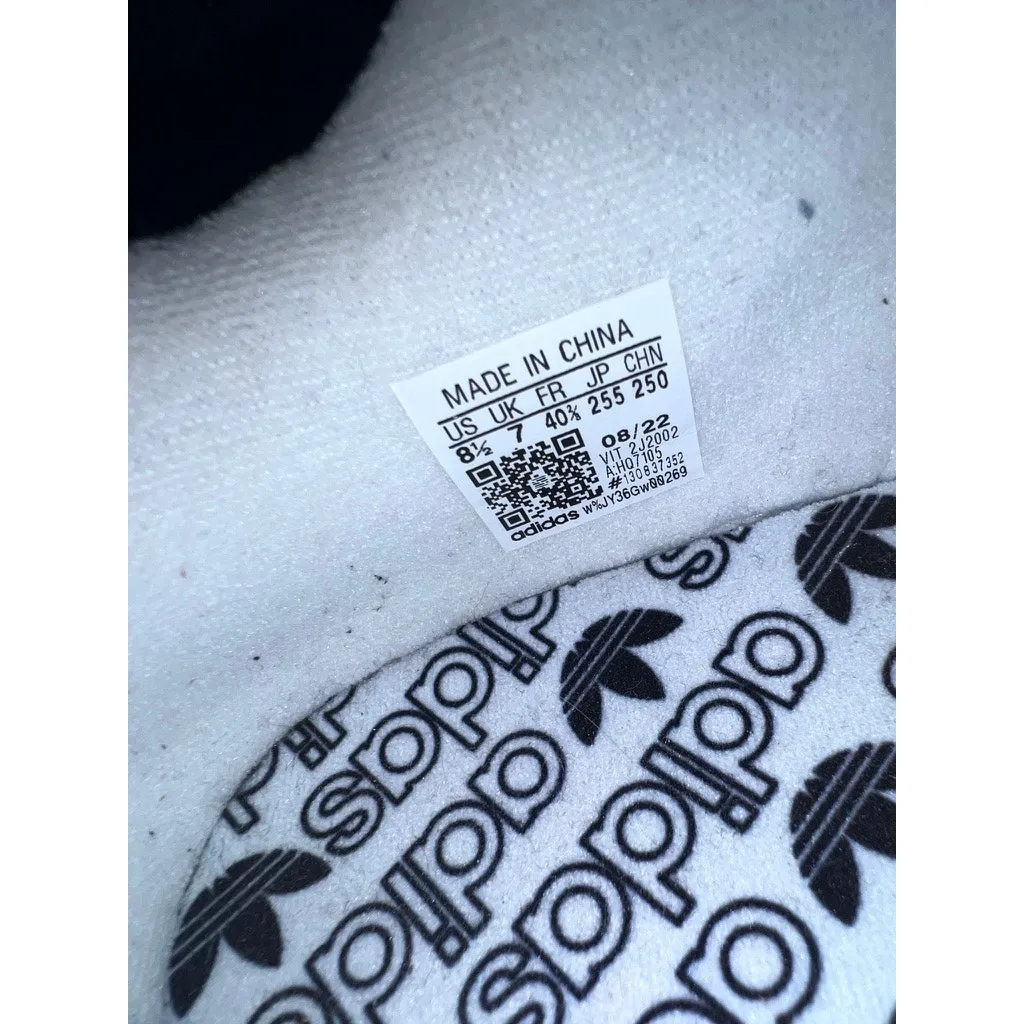 MADE IN CHINA
US UK FR JP CHN
8½ 7 40⅔ 255 250
08/22
VIT 2J2002
A:HQ7105
#130837352
adidas W%JY36GW00269
adidas
adidas
adidas
adidas